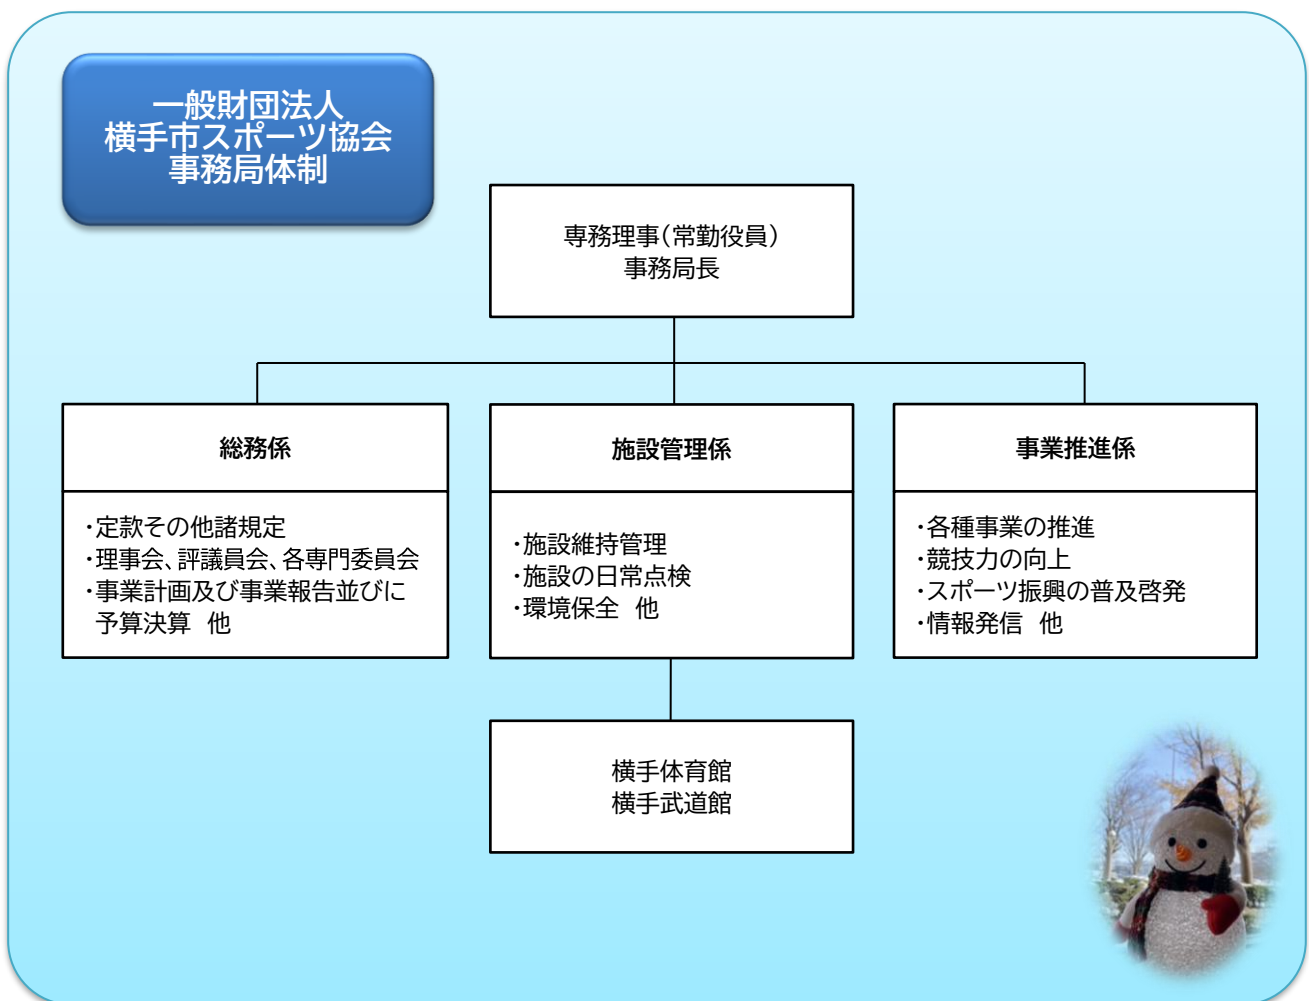 一般財団法人
横手市スポーツ協会
事務局体制
専務理事(常勤役員)
事務局長
総務係
・定款その他諸規定
・理事会、評議員会、各専門委員会
・事業計画及び事業報告並びに
予算決算　他
施設管理係
・施設維持管理
・施設の日常点検
・環境保全　他
事業推進係
・各種事業の推進
・競技力の向上
・スポーツ振興の普及啓発
・情報発信　他
横手体育館
横手武道館